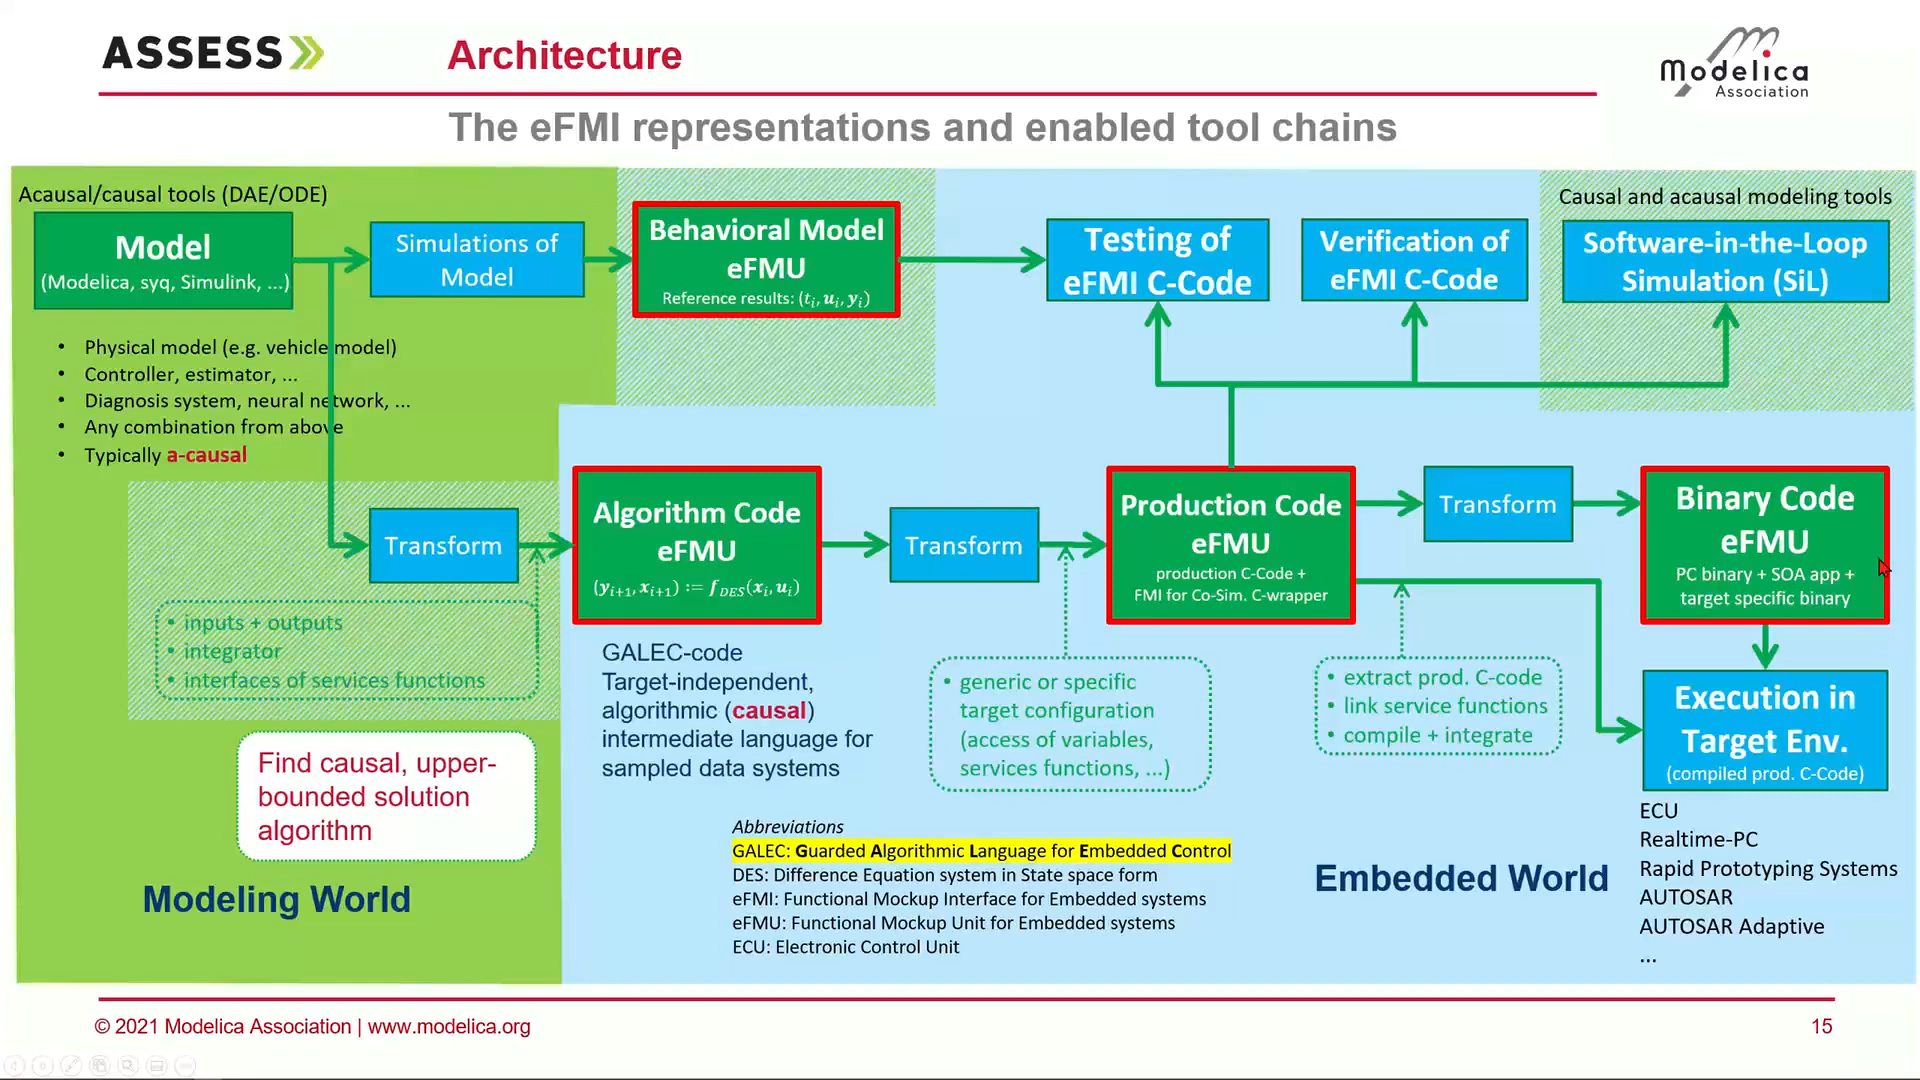 ASSESS
Architecture
Modelica
Association
The eFMI representations and enabled tool chains
Acausal/causal tools (DAE/ODE)
Model
(Modelica, syq, Simulink, ...)
Simulations of
Model
Behavioral Model
eFMU
Reference results: (tᵢ, uᵢ, yᵢ)
Testing of
eFMI C-Code
Verification of
eFMI C-Code
Causal and acausal modeling tools
Software-in-the-Loop
Simulation (SiL)
• Physical model (e.g. vehicle model)
• Controller, estimator, ...
• Diagnosis system, neural network, ...
• Any combination from above
• Typically a-causal
Transform
Algorithm Code
eFMU
(yᵢ₊₁, xᵢ₊₁) := f_DES(xᵢ, uᵢ)
Transform
Production Code
eFMU
production C-Code +
FMI for Co-Sim. C-wrapper
Transform
Binary Code
eFMU
PC binary + SOA app +
target specific binary
• inputs + outputs
• integrator
• interfaces of services functions
GALEC-code
Target-independent,
algorithmic (causal)
intermediate language for
sampled data systems
• generic or specific
target configuration
(access of variables,
services functions, ...)
• extract prod. C-code
• link service functions
• compile + integrate
Execution in
Target Env.
(compiled prod. C-Code)
Find causal, upper-
bounded solution
algorithm
ECU
Realtime-PC
Rapid Prototyping Systems
AUTOSAR
AUTOSAR Adaptive
...
Abbreviations
GALEC: Guarded Algorithmic Language for Embedded Control
DES: Difference Equation system in State space form
eFMI: Functional Mockup Interface for Embedded systems
eFMU: Functional Mockup Unit for Embedded systems
ECU: Electronic Control Unit
Modeling World
Embedded World
© 2021 Modelica Association | www.modelica.org
15